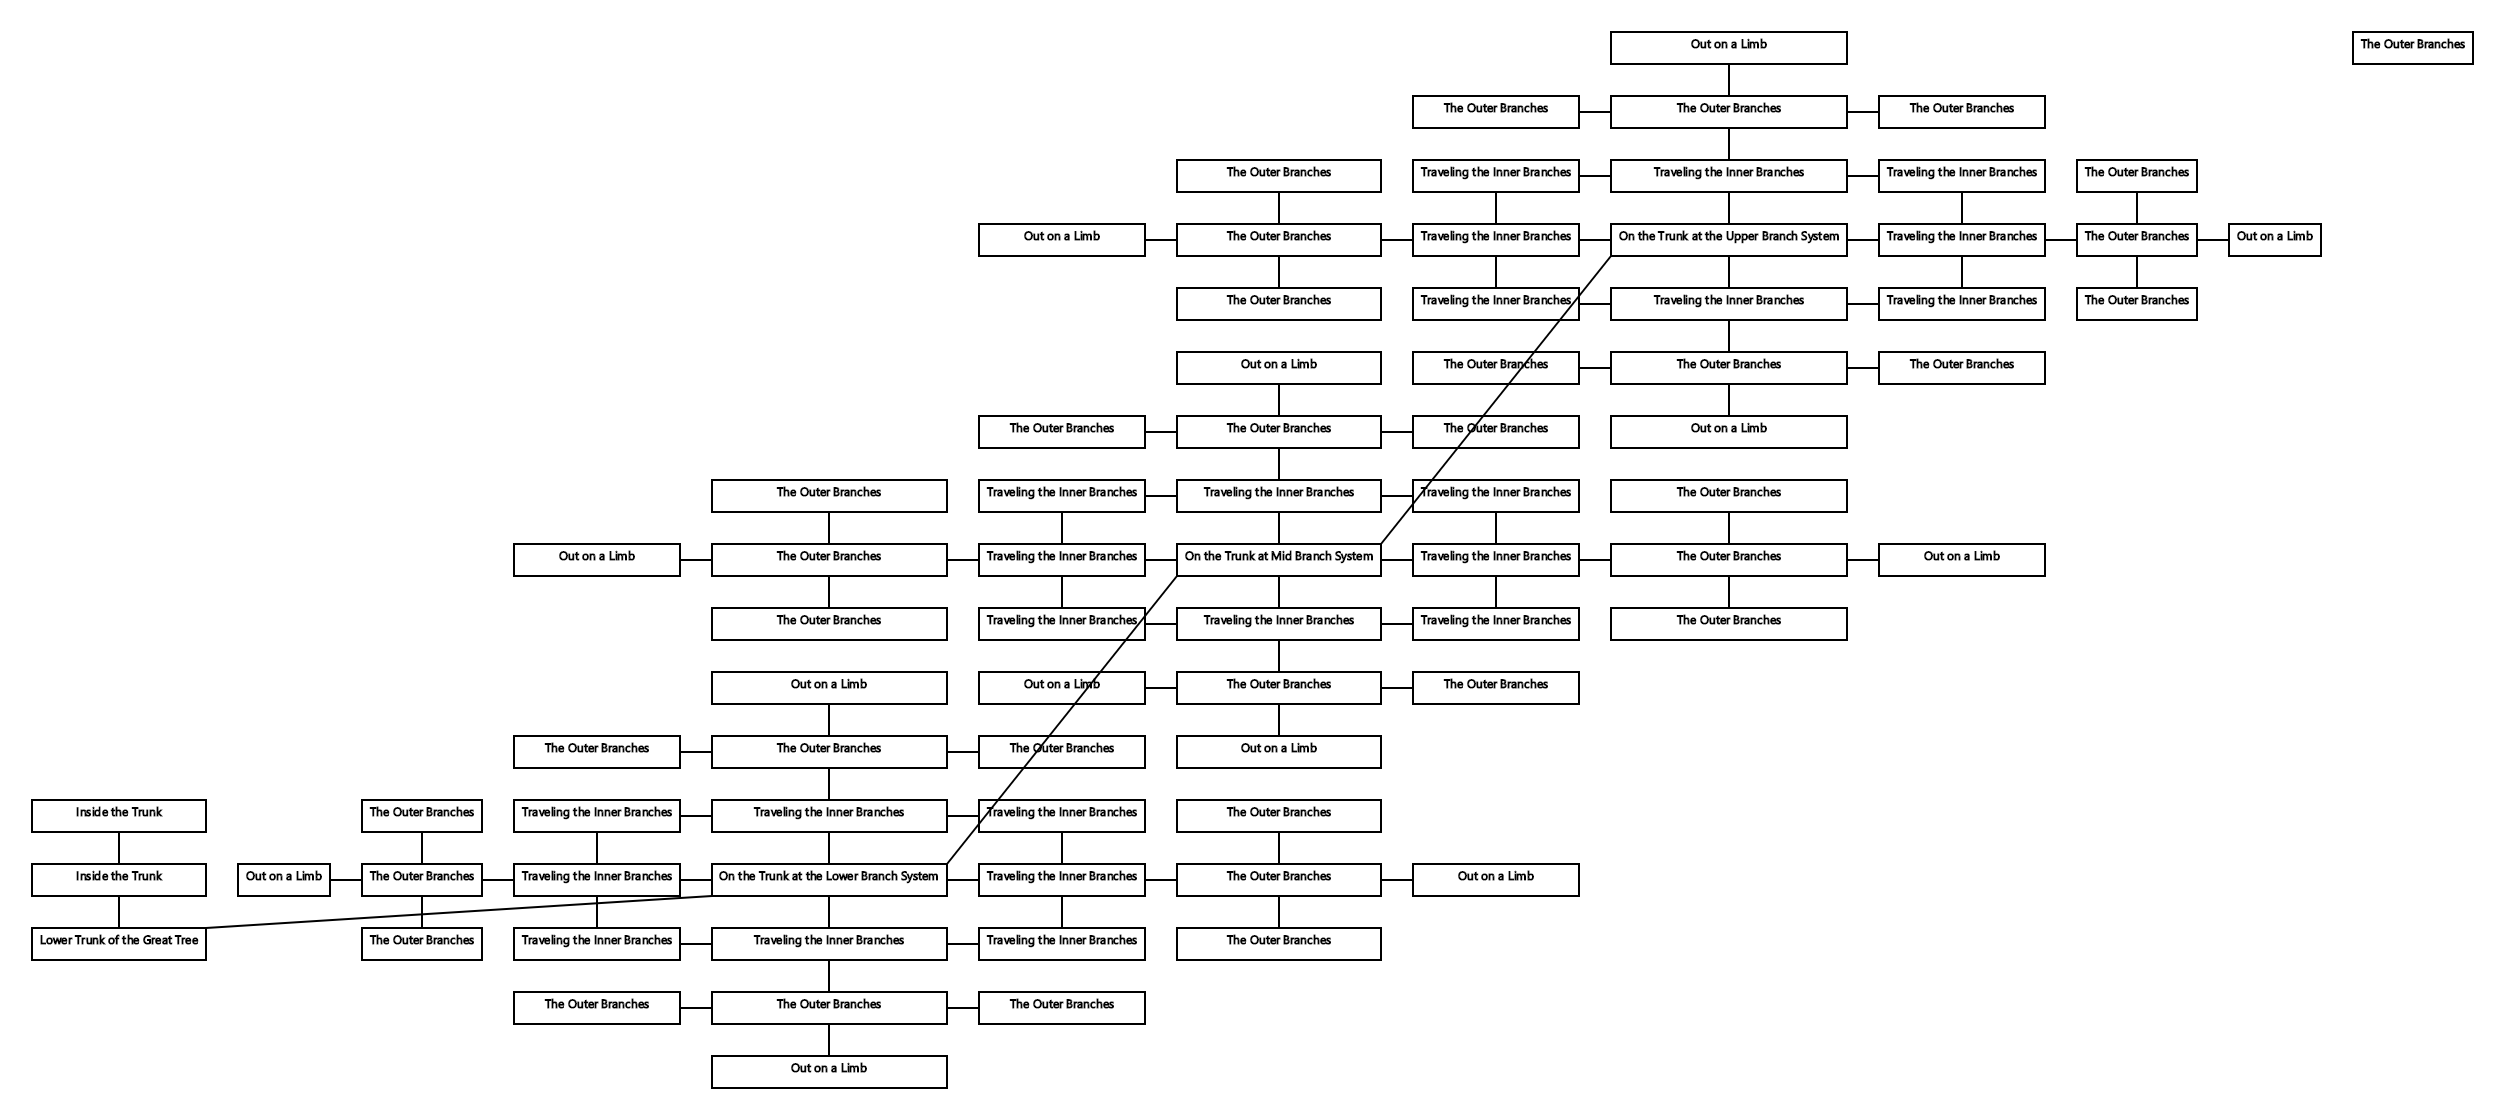 Out on a Limb
The Outer Branches
The Outer Branches
The Outer Branches
The Outer Branches
The Outer Branches
Traveling the Inner Branches
Traveling the Inner Branches
Traveling the Inner Branches
The Outer Branches
Out on a Limb
The Outer Branches
Traveling the Inner Branches
On the Trunk at the Upper Branch System
Traveling the Inner Branches
The Outer Branches
Out on a Limb
The Outer Branches
Traveling the Inner Branches
Traveling the Inner Branches
Traveling the Inner Branches
The Outer Branches
Out on a Limb
The Outer Branches
The Outer Branches
The Outer Branches
The Outer Branches
The Outer Branches
The Outer Branches
Out on a Limb
The Outer Branches
Traveling the Inner Branches
Traveling the Inner Branches
Traveling the Inner Branches
The Outer Branches
Out on a Limb
The Outer Branches
Traveling the Inner Branches
On the Trunk at Mid Branch System
Traveling the Inner Branches
The Outer Branches
Out on a Limb
The Outer Branches
Traveling the Inner Branches
Traveling the Inner Branches
Traveling the Inner Branches
The Outer Branches
Out on a Limb
Out on a Limb
The Outer Branches
The Outer Branches
The Outer Branches
The Outer Branches
The Outer Branches
Out on a Limb
Inside the Trunk
The Outer Branches
Traveling the Inner Branches
Traveling the Inner Branches
Traveling the Inner Branches
The Outer Branches
Inside the Trunk
Out on a Limb
The Outer Branches
Traveling the Inner Branches
On the Trunk at the Lower Branch System
Traveling the Inner Branches
The Outer Branches
Out on a Limb
Lower Trunk of the Great Tree
The Outer Branches
Traveling the Inner Branches
Traveling the Inner Branches
Traveling the Inner Branches
The Outer Branches
The Outer Branches
The Outer Branches
The Outer Branches
Out on a Limb